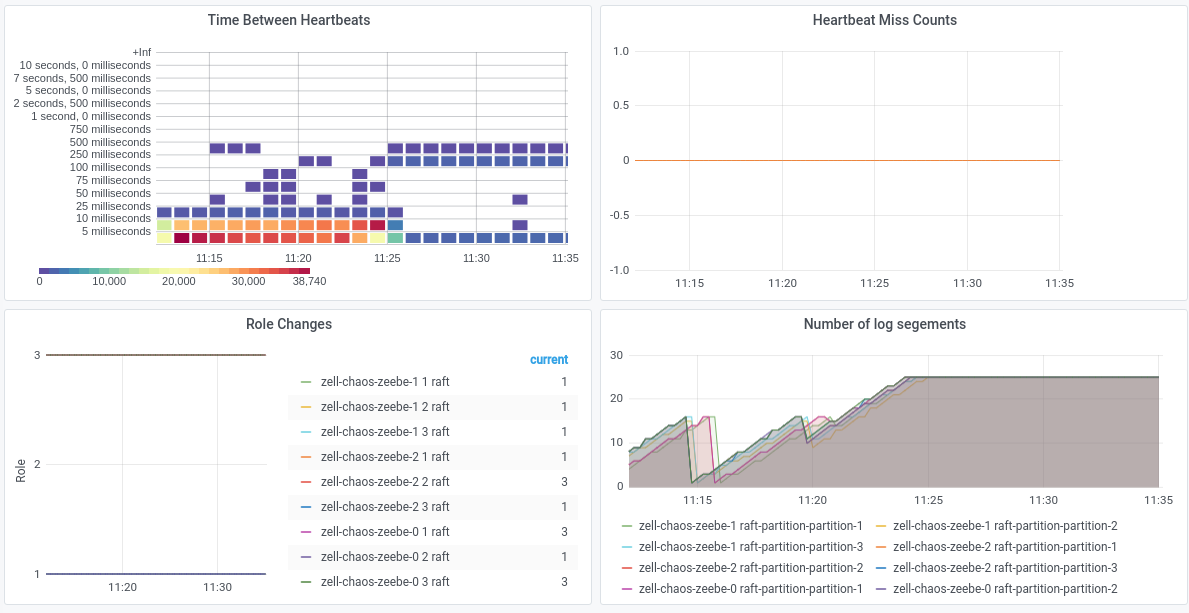 Time Between Heartbeats
+Inf
10 seconds, 0 milliseconds
7 seconds, 500 milliseconds
5 seconds, 0 milliseconds
2 seconds, 500 milliseconds
1 second, 0 milliseconds
750 milliseconds
500 milliseconds
250 milliseconds
100 milliseconds
75 milliseconds
50 milliseconds
25 milliseconds
10 milliseconds
5 milliseconds
11:15 11:20 11:25 11:30 11:35
0 10,000 20,000 30,000 38,740
Heartbeat Miss Counts
1.0
0.5
0
-0.5
-1.0
11:15 11:20 11:25 11:30 11:35
Role Changes
Role
3
2
1
11:20 11:30
current
zell-chaos-zeebe-1 1 raft 1
zell-chaos-zeebe-1 2 raft 1
zell-chaos-zeebe-1 3 raft 1
zell-chaos-zeebe-2 1 raft 1
zell-chaos-zeebe-2 2 raft 3
zell-chaos-zeebe-2 3 raft 1
zell-chaos-zeebe-0 1 raft 3
zell-chaos-zeebe-0 2 raft 1
zell-chaos-zeebe-0 3 raft 3
Number of log segements
30
20
10
0
11:15 11:20 11:25 11:30 11:35
zell-chaos-zeebe-1 raft-partition-partition-1 zell-chaos-zeebe-1 raft-partition-partition-2
zell-chaos-zeebe-1 raft-partition-partition-3 zell-chaos-zeebe-2 raft-partition-partition-1
zell-chaos-zeebe-2 raft-partition-partition-2 zell-chaos-zeebe-2 raft-partition-partition-3
zell-chaos-zeebe-0 raft-partition-partition-1 zell-chaos-zeebe-0 raft-partition-partition-2